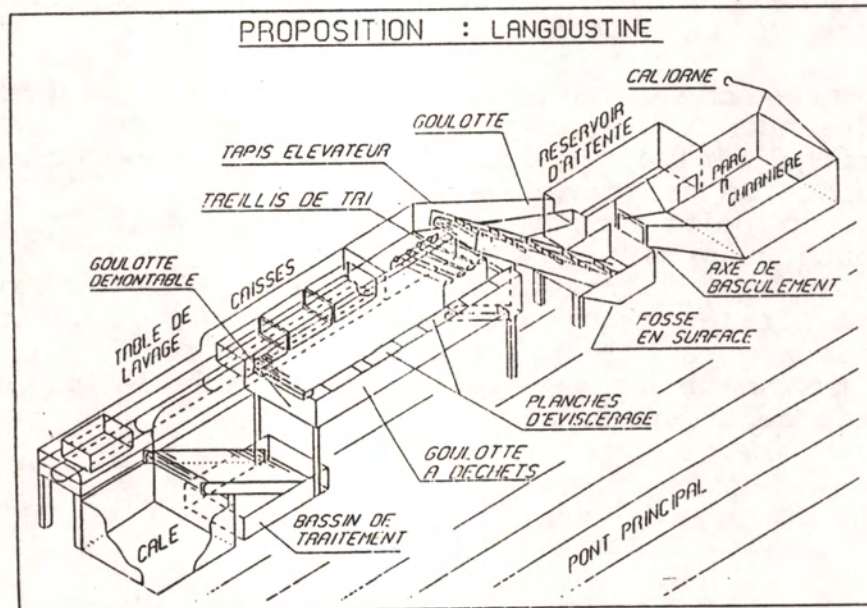 PROPOSITION : LANGOUSTINE
CALIORNE
GOULOTTE
RESERVOIR
D'ATTENTE
PARC
A
CHARNIERE
TAPIS ELEVATEUR
TREILLIS DE TRI
GOULOTTE
DEMONTABLE
CAISSES
TABLE DE
LAVAGE
AXE DE
BASCULEMENT
FOSSE
EN SURFACE
PLANCHES
D'EVISCERAGE
GOULOTTE
A DECHETS
BASSIN DE
TRAITEMENT
CALE
PONT PRINCIPAL